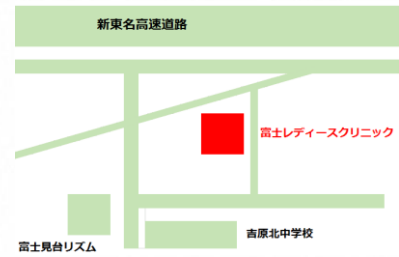 新東名高速道路
富士レディースクリニック
吉原北中学校
富士見台リズム